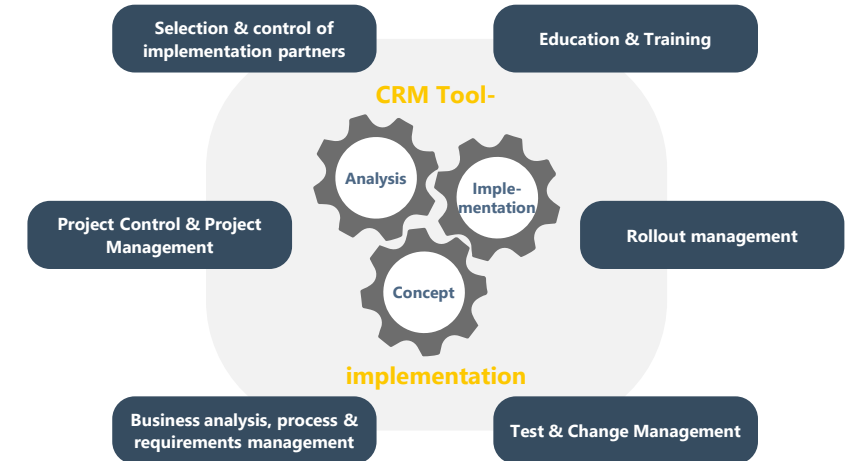 Selection & control of
implementation partners
Education & Training
CRM Tool-
Analysis
Imple-
mentation
Project Control & Project
Management
Rollout management
Concept
implementation
Business analysis, process &
requirements management
Test & Change Management